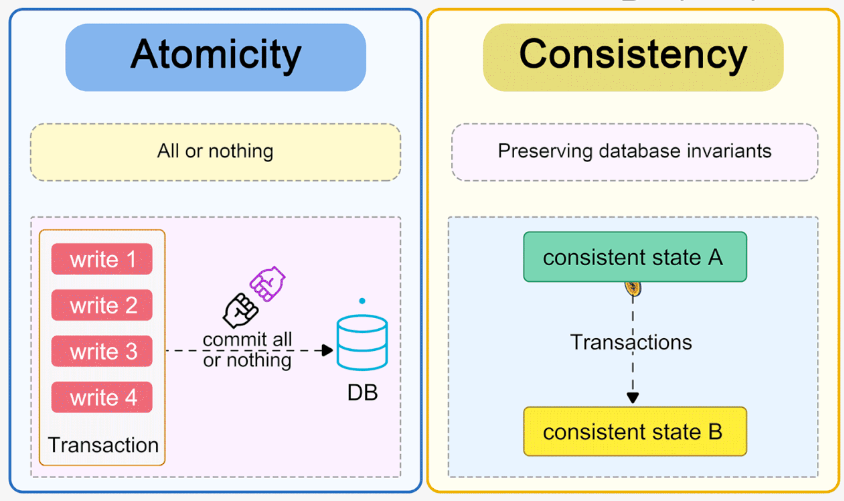 Atomicity
All or nothing
write 1
write 2
write 3
write 4
Transaction
commit all
or nothing
DB
Consistency
Preserving database invariants
consistent state A
Transactions
consistent state B